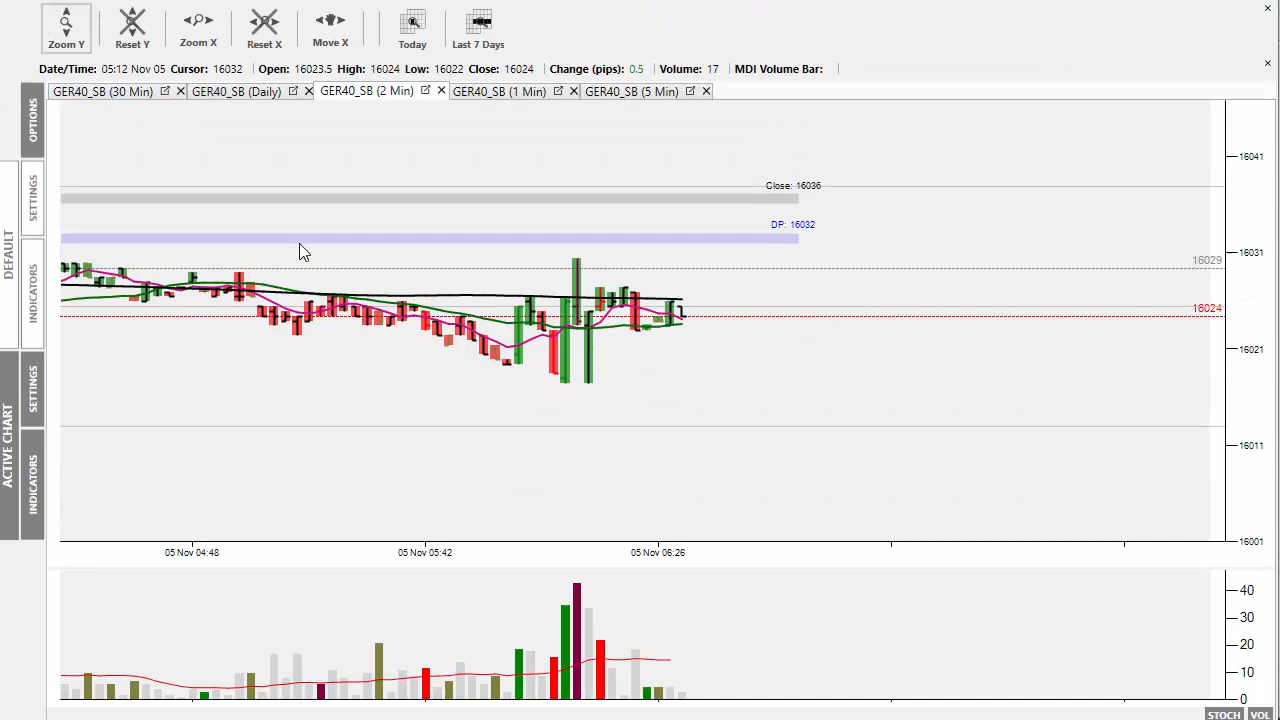 Zoom Y Reset Y Zoom X Reset X Move X Today Last 7 Days
Date/Time: 05:12 Nov 05 Cursor: 16032 Open: 16023.5 High: 16024 Low: 16022 Close: 16024 Change (pips): 0.5 Volume: 17 MDI Volume Bar:
GER40_SB (30 Min) GER40_SB (Daily) GER40_SB (2 Min) GER40_SB (1 Min) GER40_SB (5 Min)
OPTIONS
SETTINGS
DEFAULT
INDICATORS
SETTINGS
ACTIVE CHART
INDICATORS
16041
Close: 16036
DP: 16032
16031
16029
16024
16021
16011
16001
05 Nov 04:48 05 Nov 05:42 05 Nov 06:26
40
30
20
10
0
STOCH VOL